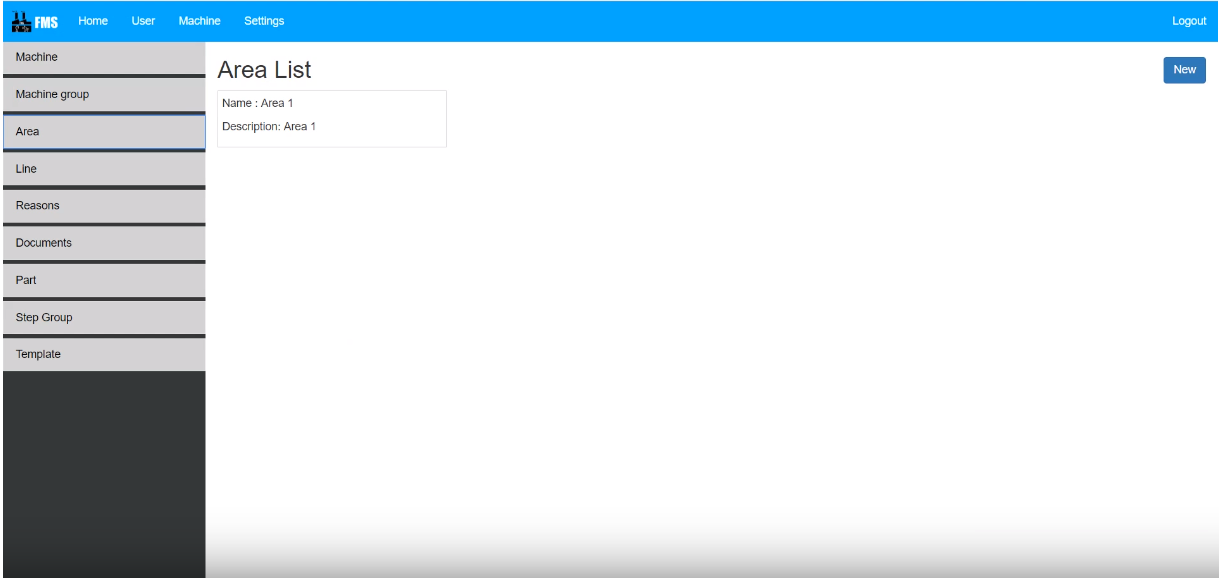 FMS Home User Machine Settings Logout
Machine
Machine group
Area
Line
Reasons
Documents
Part
Step Group
Template
Area List
New
Name : Area 1
Description: Area 1